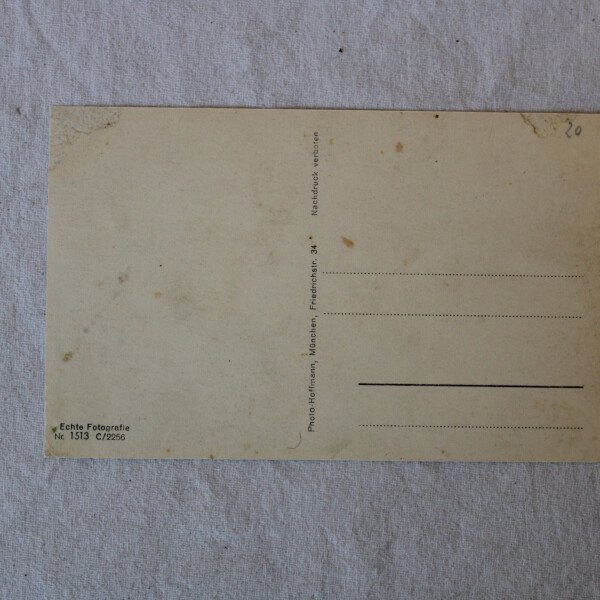 20
Photo-Hoffmann, München, Friedrichstr. 34 Nachdruck verboten
Echte Fotografie
Nr. 1513 C/2256